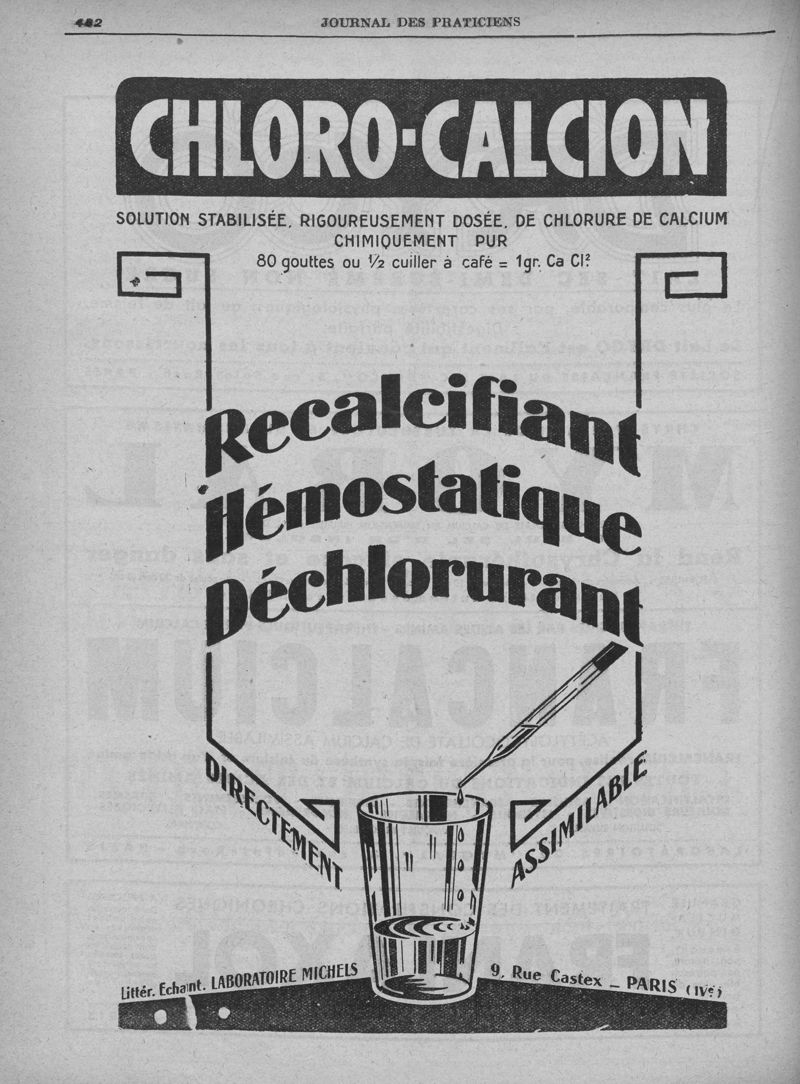 482
JOURNAL DES PRATICIENS
CHLORO-CALCION
SOLUTION STABILISÉE, RIGOUREUSEMENT DOSÉE, DE CHLORURE DE CALCIUM
CHIMIQUEMENT PUR
80 gouttes ou ½ cuiller à café = 1gr. Ca Cl²
Recalcifiant
Hémostatique
Déchlorurant
DIRECTEMENT
ASSIMILABLE
Littér. Echant. LABORATOIRE MICHELS
9, Rue Castex _ PARIS (IVe)